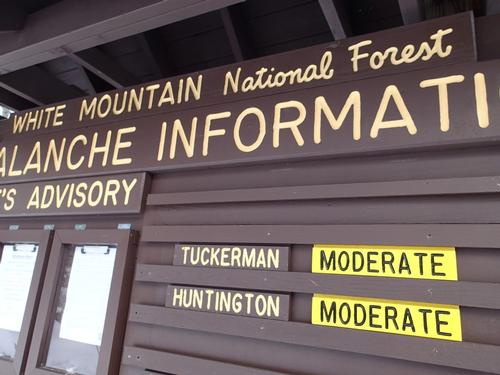 WHITE MOUNTAIN National Forest
ALANCHE INFORMATI
'S ADVISORY
TUCKERMAN MODERATE
HUNTINGTON MODERATE